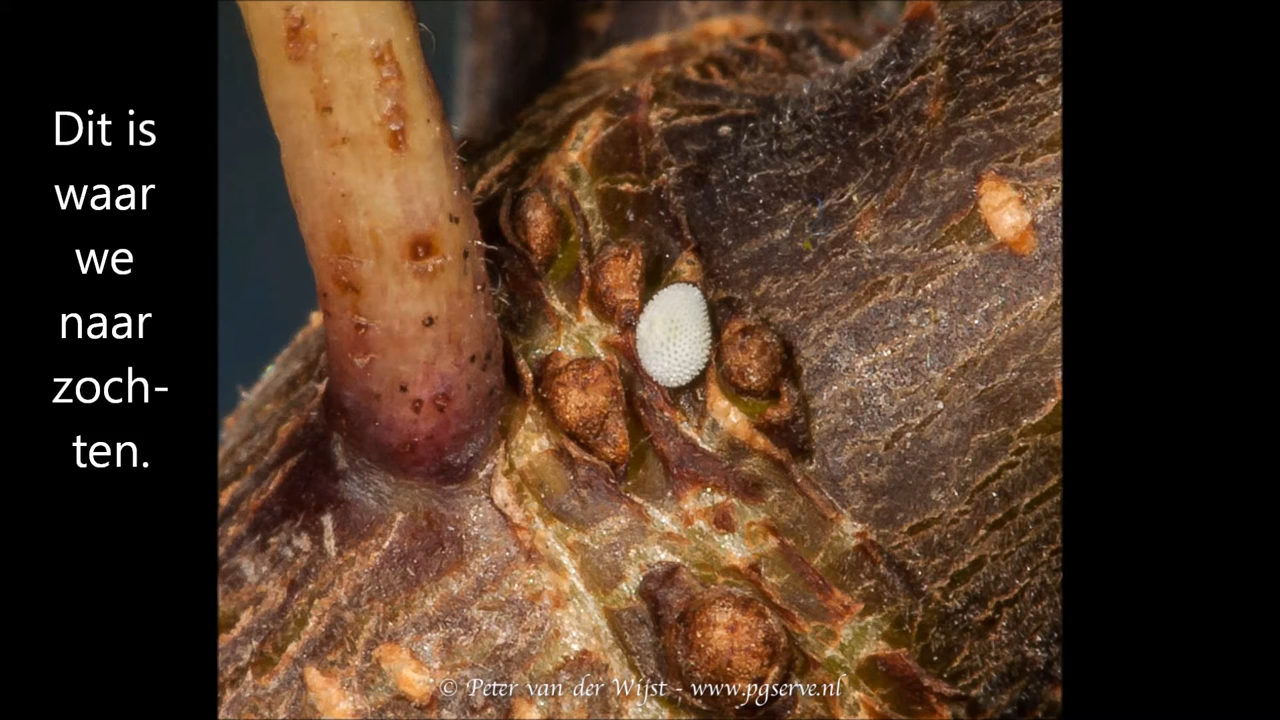 Dit is
waar
we
naar
zoch-
ten.
© Peter van der Wijst - www.pgserve.nl